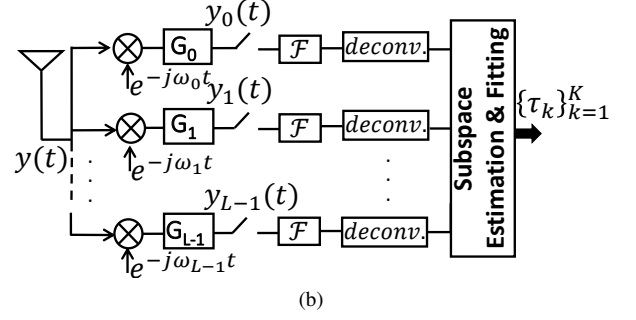 y_0(t)
G_0
ℱ
deconv.
e^{-jω_0 t}
y_1(t)
G_1
ℱ
deconv.
e^{-jω_1 t}
y(t)
y_{L-1}(t)
G_{L-1}
ℱ
deconv.
e^{-jω_{L-1} t}
Subspace
Estimation & Fitting
{τ_k}_{k=1}^K
(b)